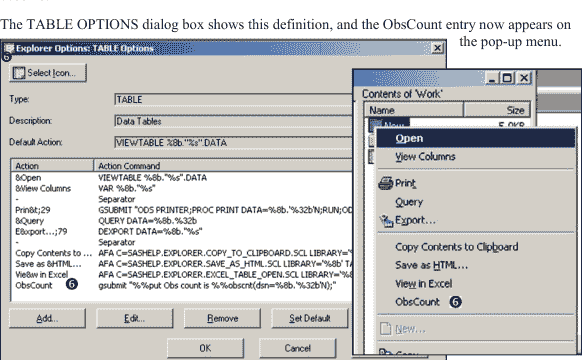 The TABLE OPTIONS dialog box shows this definition, and the ObsCount entry now appears on
the pop-up menu.
Explorer Options: TABLE Options
6
Select Icon...
Type:
TABLE
Description:
Data Tables
Default Action:
VIEWTABLE %8b."%s".DATA
Action Action Command
&Open VIEWTABLE %8b."%s".DATA
&View Columns VAR %8b."%s"
- Separator
Prin&t;29 GSUBMIT "ODS PRINTER;PROC PRINT DATA=%8b.'%32b'N;RUN;OD
&Query QUERY DATA=%8b.%32b
E&xport...;79 DEXPORT DATA=%8b."%s"
- Separator
Copy Contents to ... AFA C=SASHELP.EXPLORER.COPY_TO_CLIPBOARD.SCL LIBRARY='
Save as &HTML... AFA C=SASHELP.EXPLORER.SAVE_AS_HTML.SCL LIBRARY='%8b' TA
Vie&w in Excel AFA C=SASHELP.EXPLORER.EXCEL_TABLE_OPEN.SCL LIBRARY='%8
ObsCount 6 gsubmit "%%put Obs count is %%obscnt(dsn=%8b.'%32b'N);"
Add... Edit... Remove Set Default
OK Cancel
Contents of 'Work'
Name Size
New 5.0KB
Open
View Columns
Print
Query
Export...
Copy Contents to Clipboard
Save as HTML...
View in Excel
ObsCount 6
New...
Copy